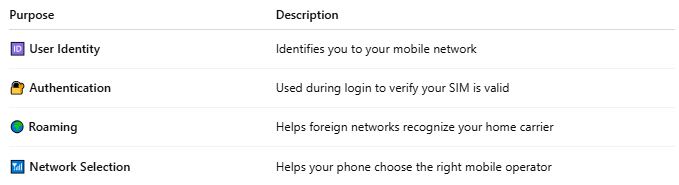 Purpose Description
🆔 User Identity Identifies you to your mobile network
🔐 Authentication Used during login to verify your SIM is valid
🌍 Roaming Helps foreign networks recognize your home carrier
📶 Network Selection Helps your phone choose the right mobile operator